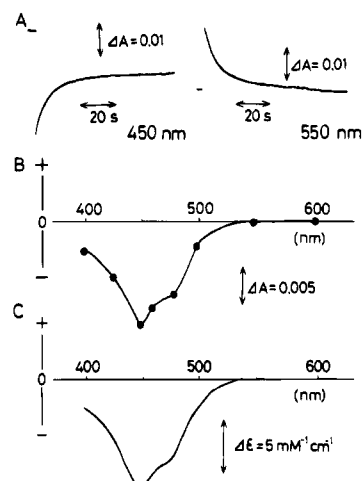 A
ΔA = 0.01
20 s
450 nm
ΔA = 0.01
20 s
550 nm
B
+
0
−
400
500
600
(nm)
ΔA = 0.005
C
+
0
−
400
500
600
(nm)
Δε = 5 mM⁻¹ cm⁻¹